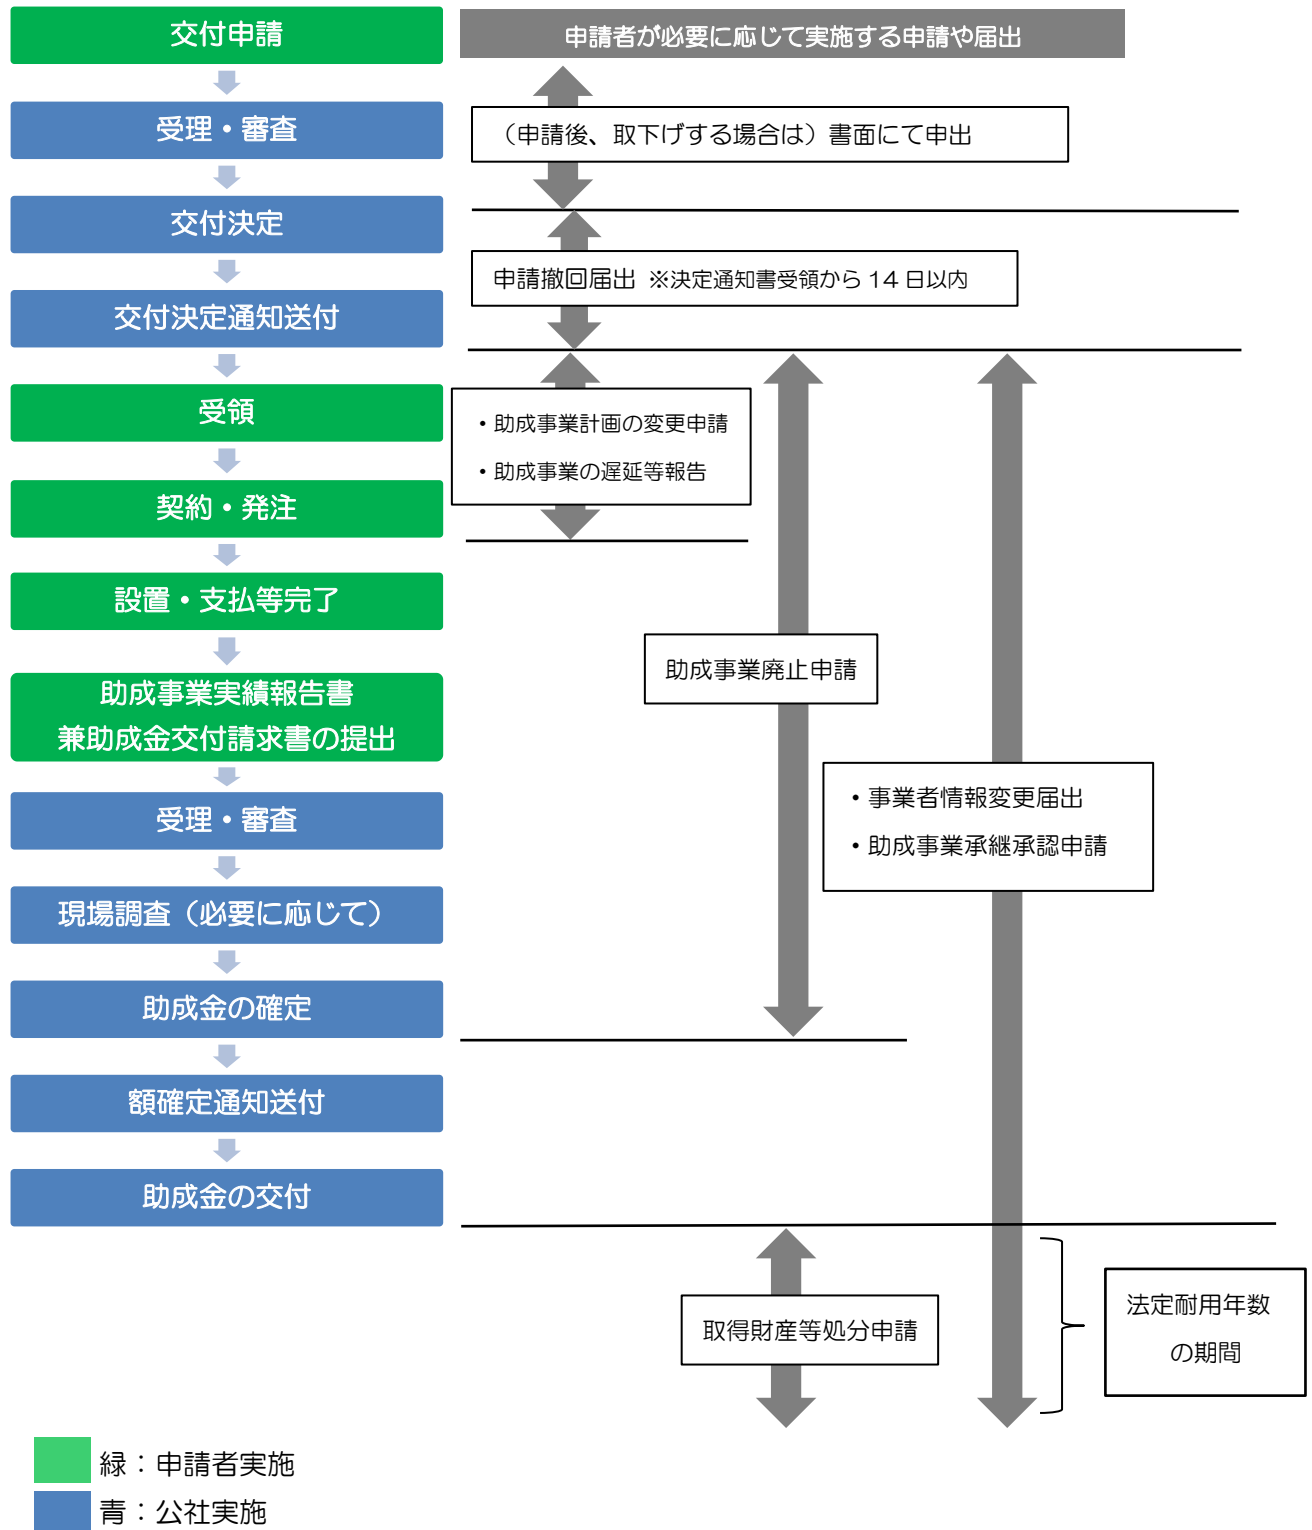 交付申請
受理・審査
交付決定
交付決定通知送付
受領
契約・発注
設置・支払等完了
助成事業実績報告書
兼助成金交付請求書の提出
受理・審査
現場調査（必要に応じて）
助成金の確定
額確定通知送付
助成金の交付
申請者が必要に応じて実施する申請や届出
（申請後、取下げする場合は）書面にて申出
申請撤回届出 ※決定通知書受領から 14 日以内
・助成事業計画の変更申請
・助成事業の遅延等報告
助成事業廃止申請
・事業者情報変更届出
・助成事業承継承認申請
取得財産等処分申請
法定耐用年数
の期間
緑：申請者実施
青：公社実施